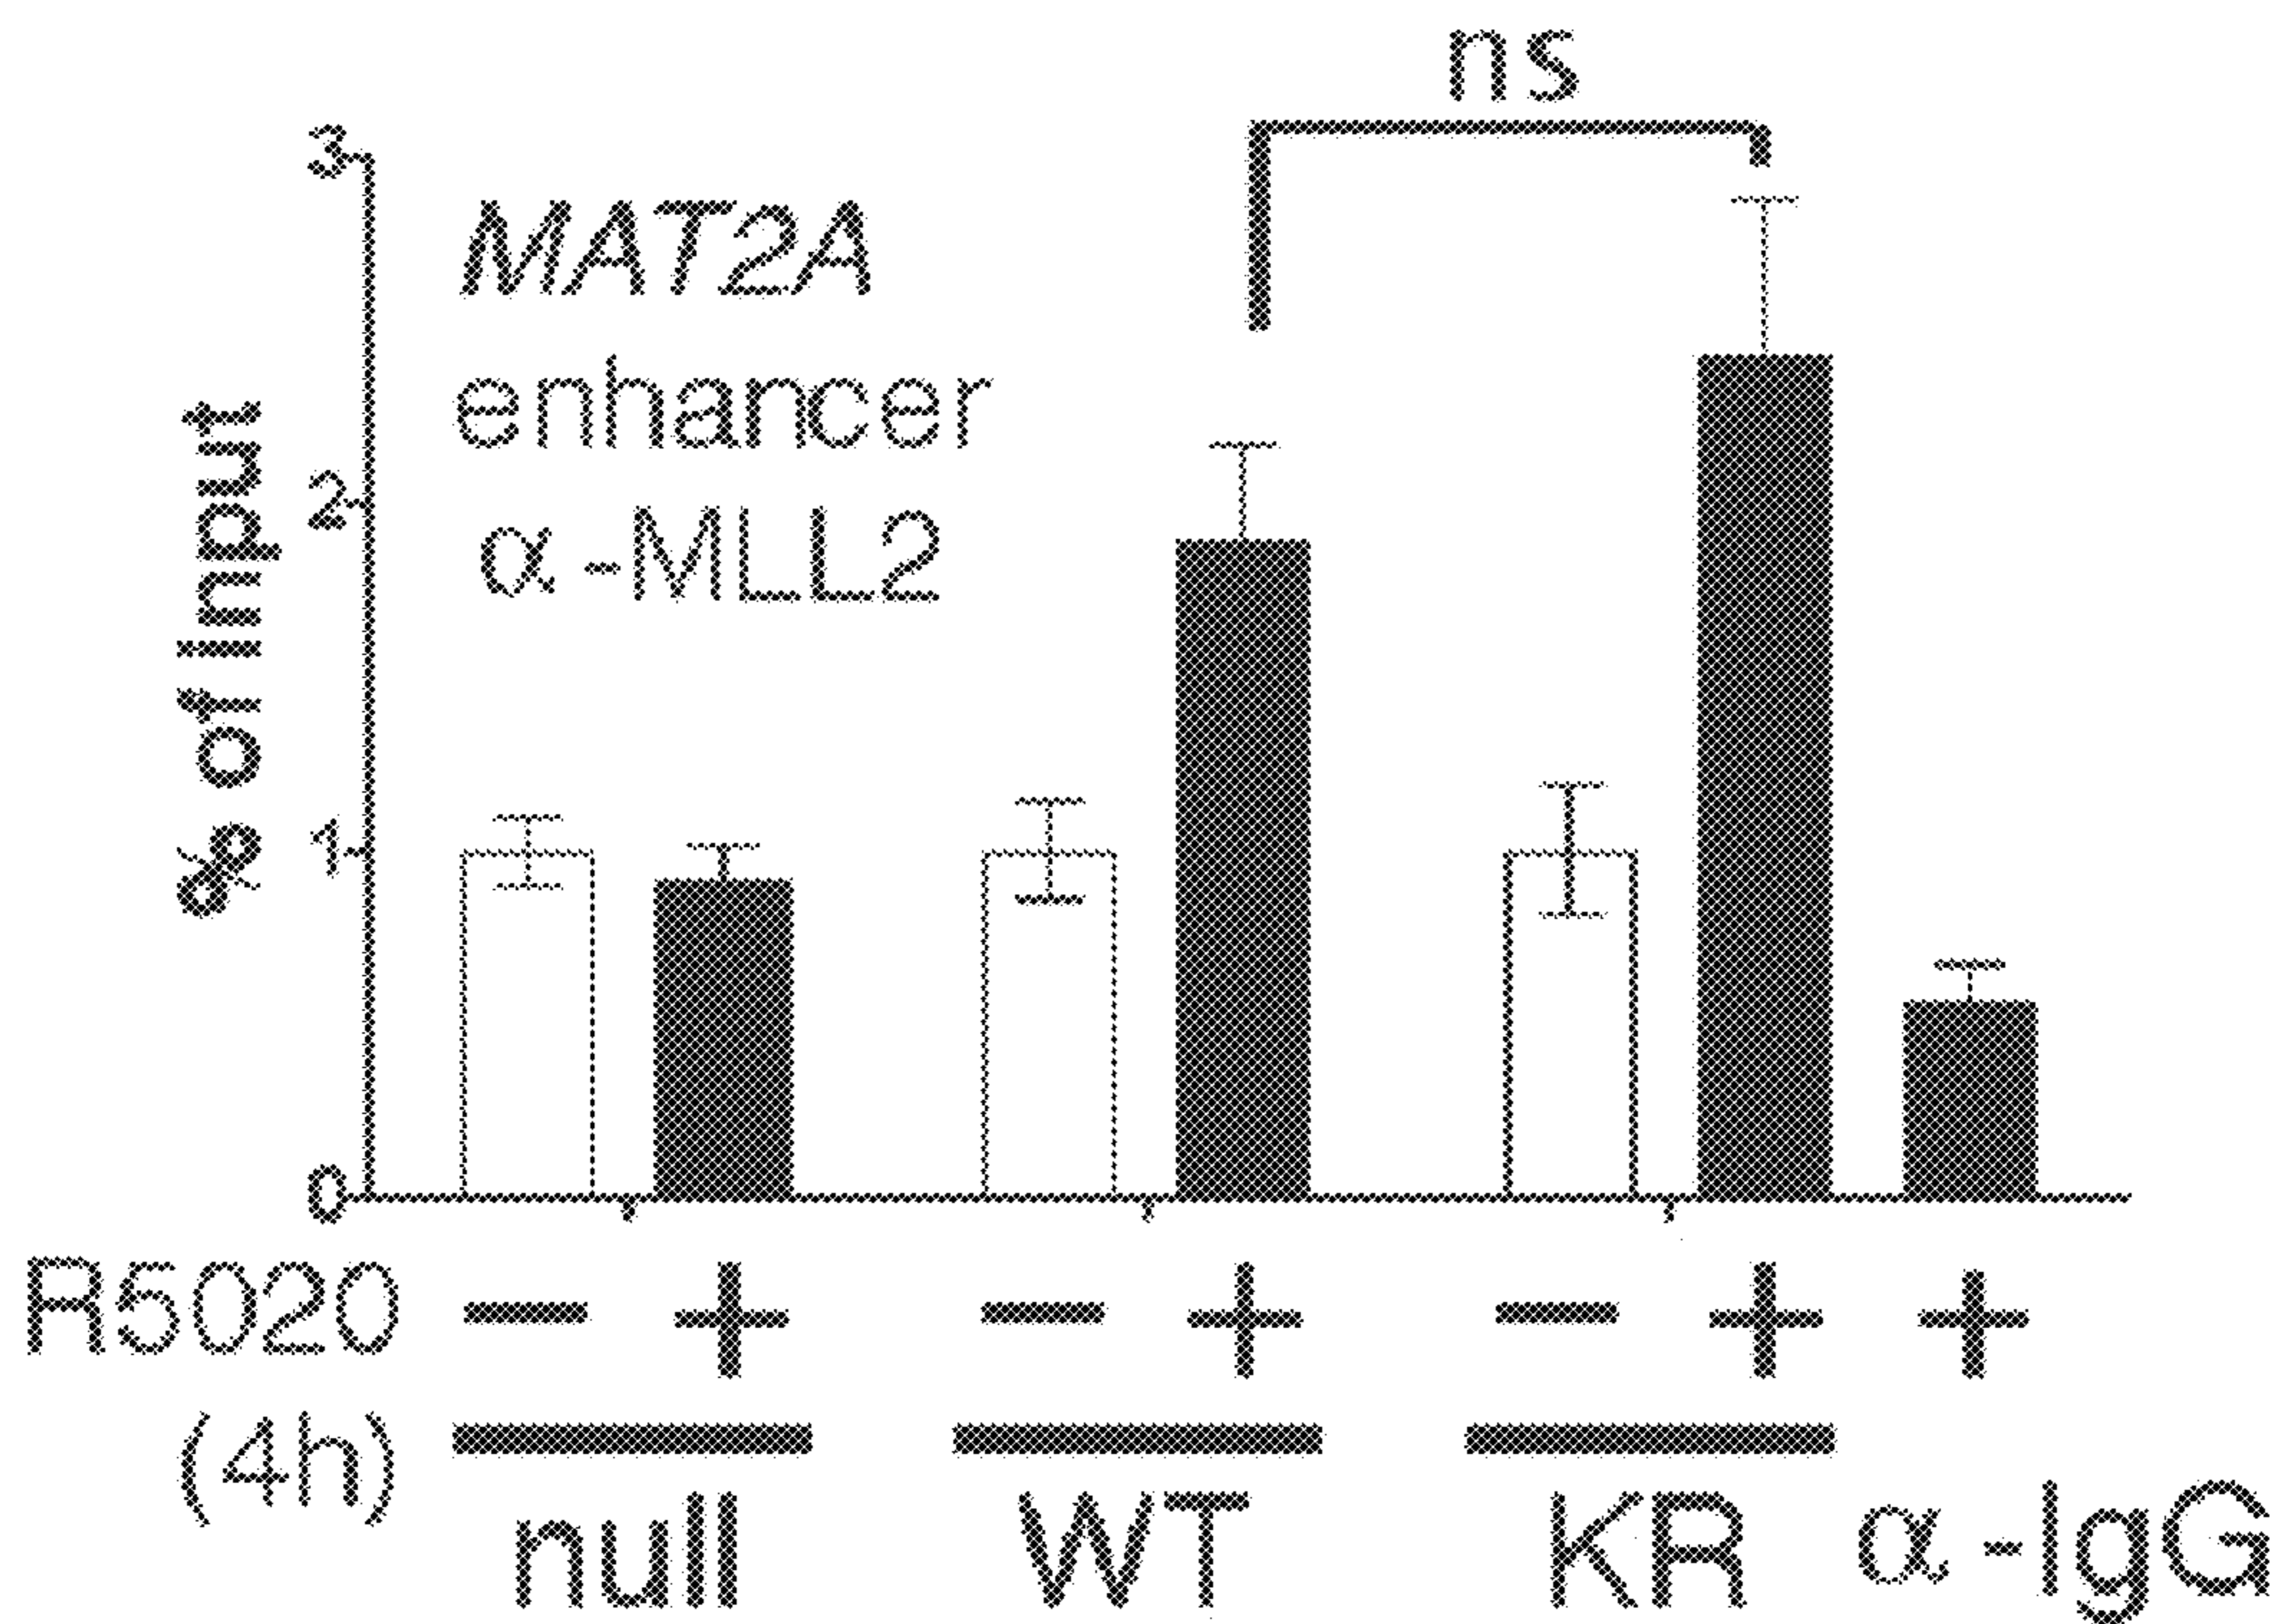 ns
3
2
1
0
% of input
MAT2A
enhancer
α-MLL2
R5020 − + − + − + +
(4h)
null WT KR α-IgG